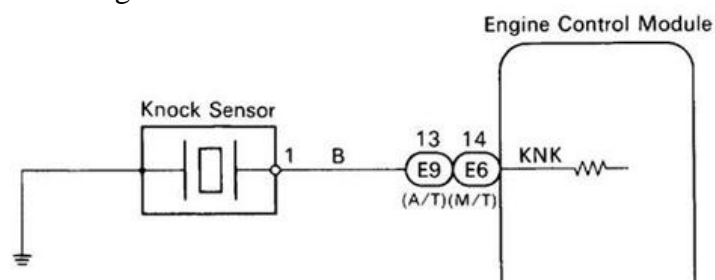 Engine Control Module
Knock Sensor
1 B
13 14
E9 E6
(A/T)(M/T)
KNK